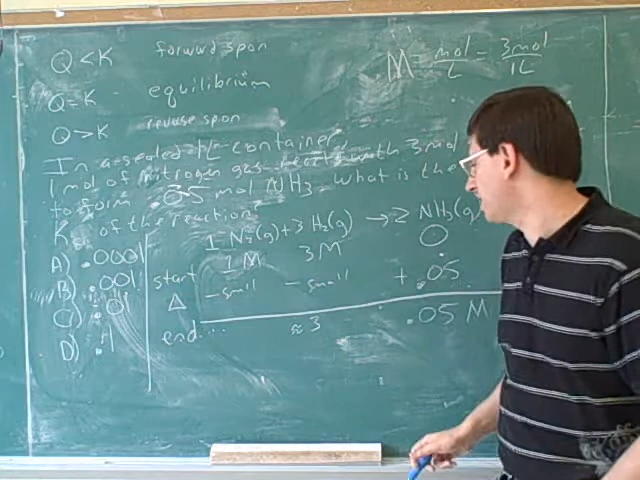 Q < K forward spon
Q = K equilibrium
Q > K reverse spon
M = mol/L = 3mol/1L
In a sealed 1L container
1 mol of nitrogen gas reacts with 3 mol
to form .05 mol NH3. What is the
K of the reaction?
1 N2(g) + 3 H2(g) → 2 NH3(g)
A) .0001
B) .001
C) .01
D) .1
start 1 M 3 M 0
Δ - small - small + .05
end ... ≈ 3 .05 M